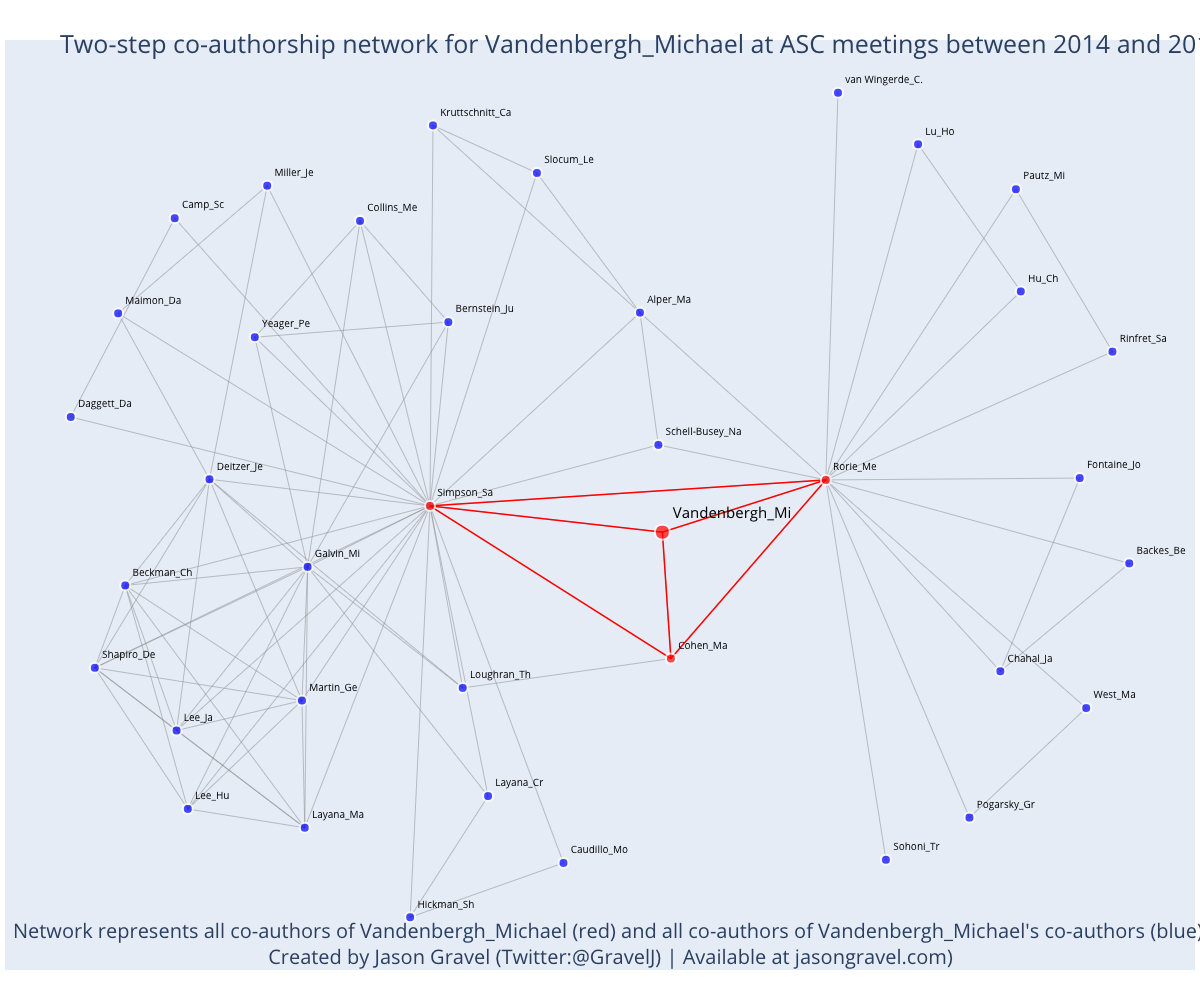 Two-step co-authorship network for Vandenbergh_Michael at ASC meetings between 2014 and 201
van Wingerde_C.
Kruttschnitt_Ca
Lu_Ho
Slocum_Le
Miller_Je
Pautz_Mi
Camp_Sc
Collins_Me
Hu_Ch
Maimon_Da
Alper_Ma
Bernstein_Ju
Yeager_Pe
Rinfret_Sa
Daggett_Da
Schell-Busey_Na
Deitzer_Je
Rorie_Me
Fontaine_Jo
Simpson_Sa
Vandenbergh_Mi
Galvin_Mi
Backes_Be
Beckman_Ch
Cohen_Ma
Shapiro_De
Chahal_Ja
Loughran_Th
Martin_Ge
West_Ma
Lee_Ja
Layana_Cr
Lee_Hu
Pogarsky_Gr
Layana_Ma
Sohoni_Tr
Caudillo_Mo
Hickman_Sh
Network represents all co-authors of Vandenbergh_Michael (red) and all co-authors of Vandenbergh_Michael's co-authors (blue)
Created by Jason Gravel (Twitter:@GravelJ) | Available at jasongravel.com)